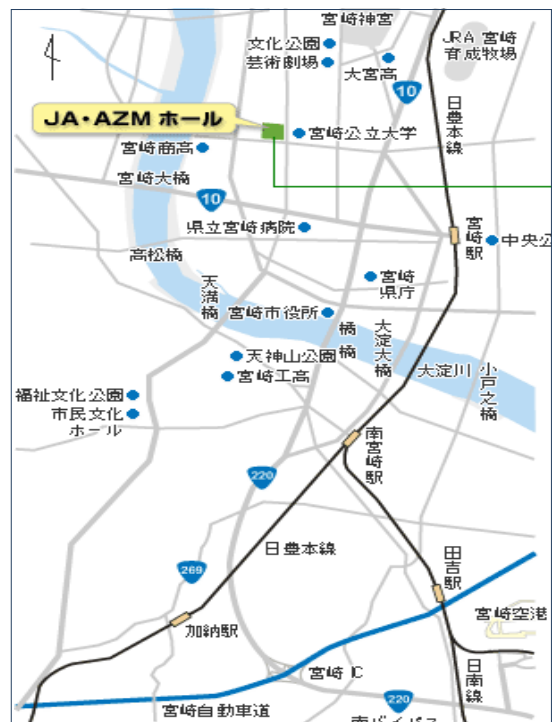 宮崎神宮
文化公園
芸術劇場
大宮高
JRA 宮崎
育成牧場
10
日豊本線
JA・AZM ホール
宮崎公立大学
宮崎商高
宮崎大橋
10
県立宮崎病院
宮崎駅
中央公
高松橋
天満橋
宮崎
県庁
宮崎市役所
橘橋
大淀大橋
天神山公園
宮崎工高
大淀川
小戸之橋
福祉文化公園
市民文化
ホール
南宮崎駅
220
日豊本線
269
田吉駅
宮崎空港
加納駅
宮崎 IC
日南線
220
宮崎自動車道
南バイパス